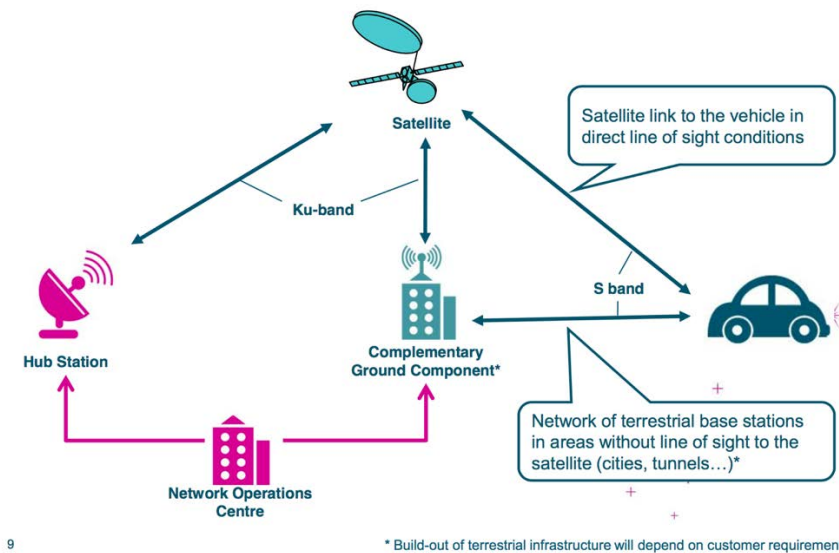 Satellite
Satellite link to the vehicle in
direct line of sight conditions
Ku-band
S band
Hub Station
Complementary
Ground Component*
Network of terrestrial base stations
in areas without line of sight to the
satellite (cities, tunnels…)*
Network Operations
Centre
9
* Build-out of terrestrial infrastructure will depend on customer requiremen